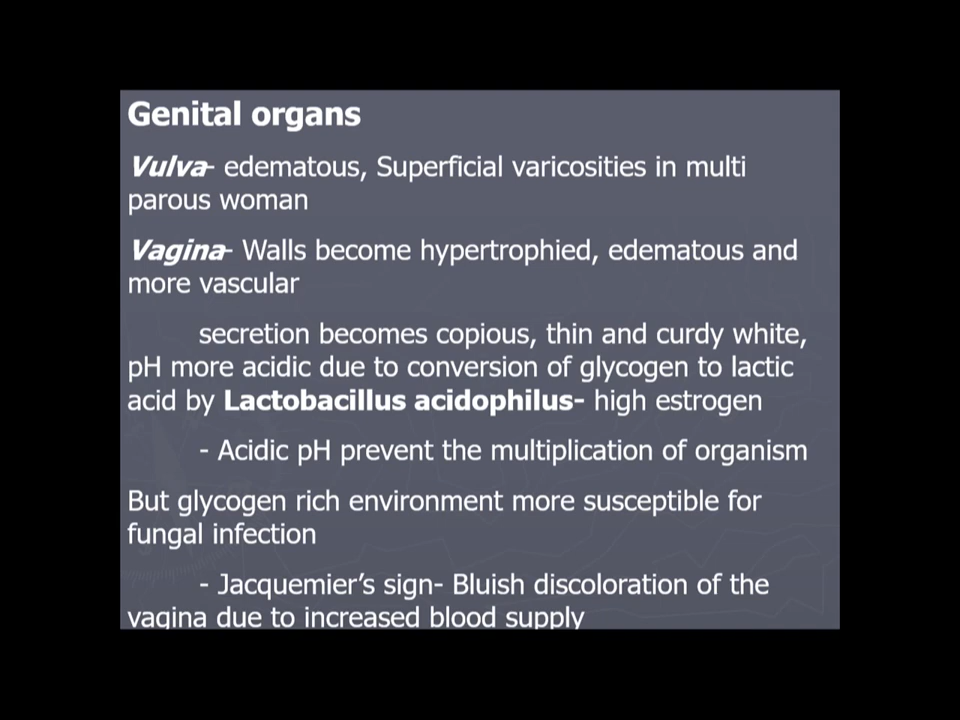 Genital organs
Vulva- edematous, Superficial varicosities in multi
parous woman
Vagina- Walls become hypertrophied, edematous and
more vascular
secretion becomes copious, thin and curdy white,
pH more acidic due to conversion of glycogen to lactic
acid by Lactobacillus acidophilus- high estrogen
- Acidic pH prevent the multiplication of organism
But glycogen rich environment more susceptible for
fungal infection
- Jacquemier’s sign- Bluish discoloration of the
vagina due to increased blood supply